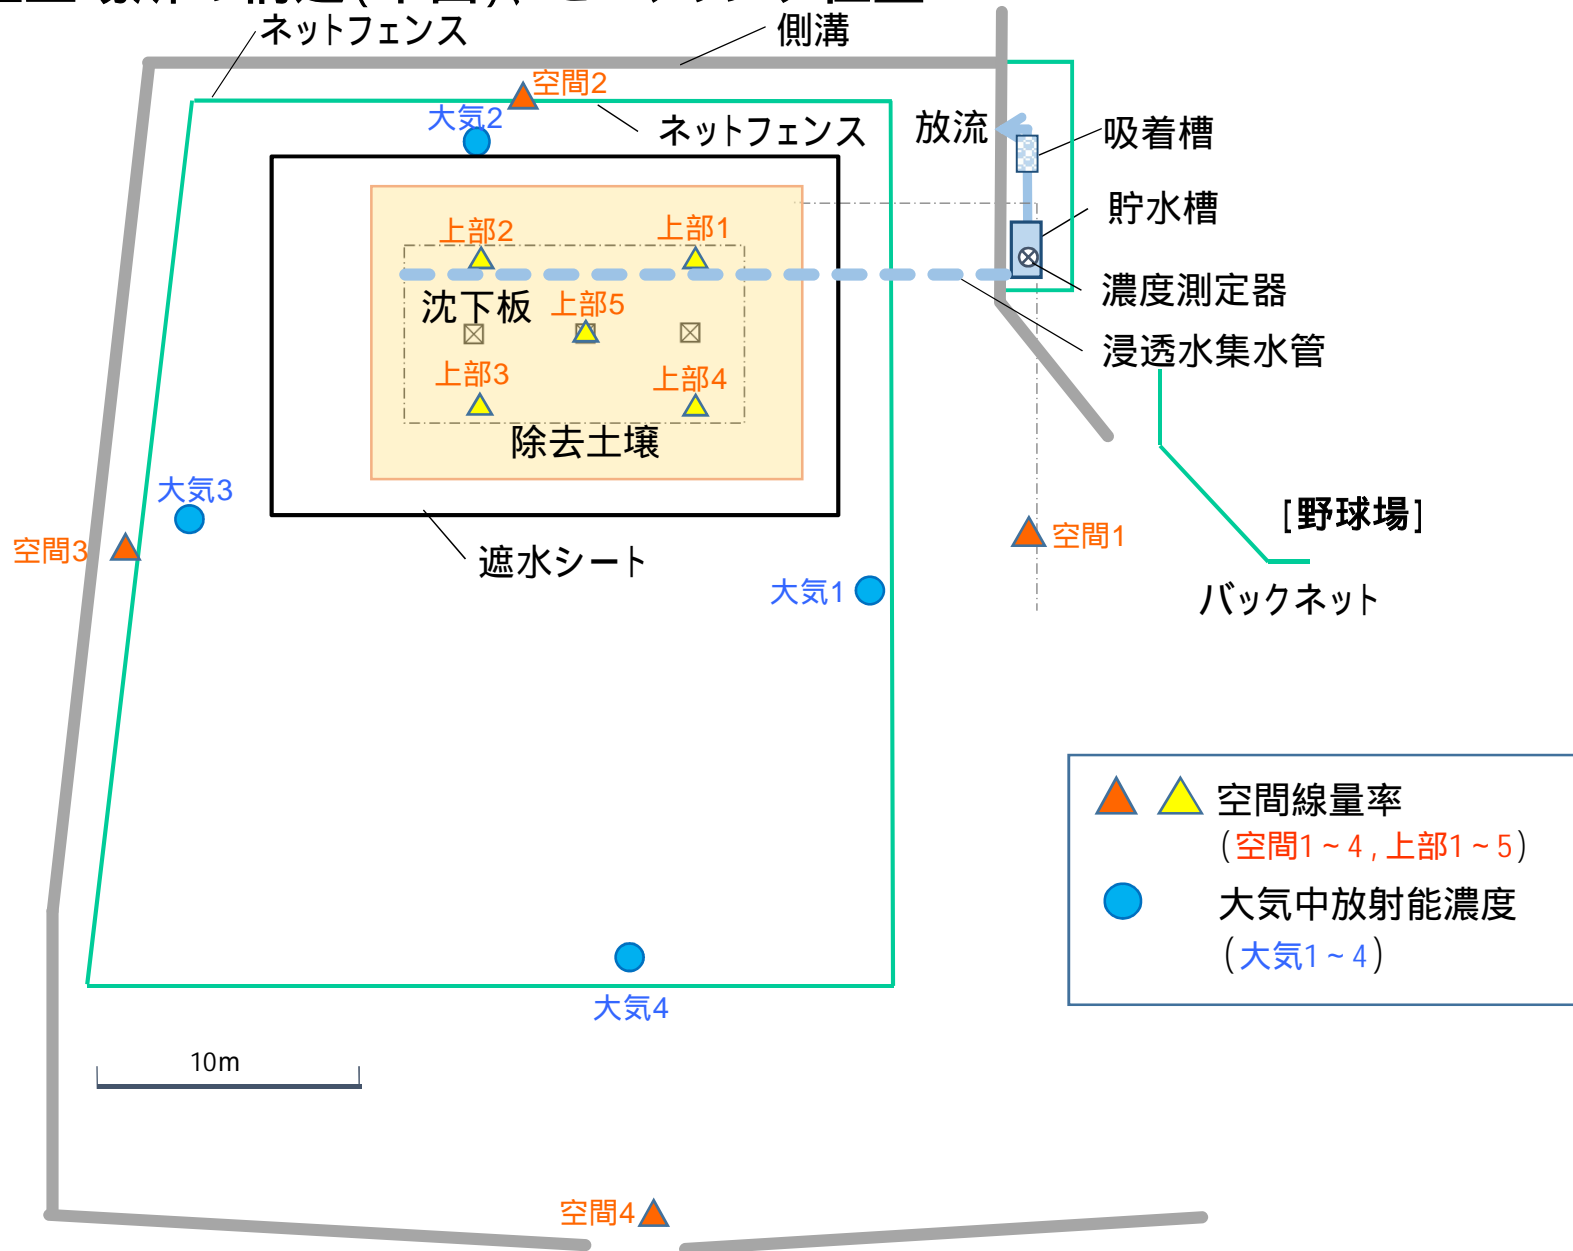 ネットフェンス
側溝
空間2
大気2
ネットフェンス
放流
吸着槽
貯水槽
上部2
上部1
濃度測定器
沈下板
上部5
浸透水集水管
上部3
上部4
除去土壌
大気3
[野球場]
空間3
空間1
遮水シート
大気1
バックネット
空間線量率
(空間1~4,上部1~5)
大気中放射能濃度
(大気1~4)
大気4
10m
空間4